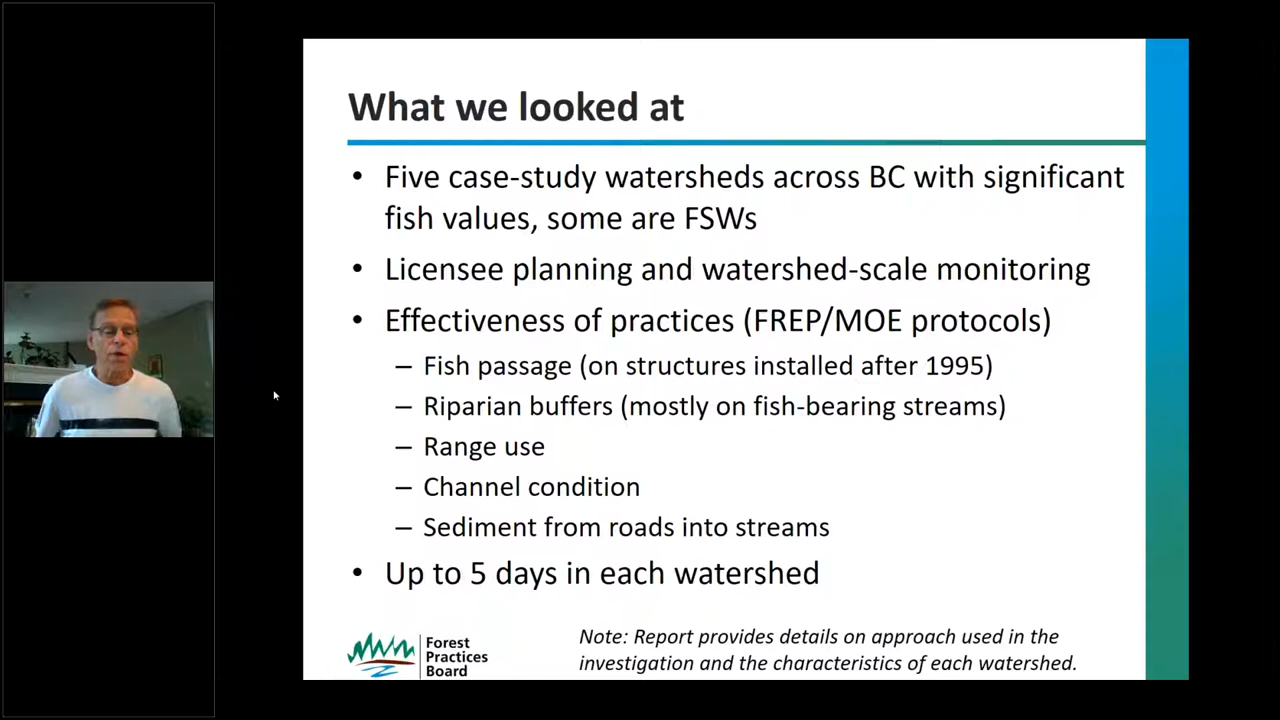 What we looked at
• Five case-study watersheds across BC with significant
fish values, some are FSWs
• Licensee planning and watershed-scale monitoring
• Effectiveness of practices (FREP/MOE protocols)
– Fish passage (on structures installed after 1995)
– Riparian buffers (mostly on fish-bearing streams)
– Range use
– Channel condition
– Sediment from roads into streams
• Up to 5 days in each watershed
Forest
Practices
Board
Note: Report provides details on approach used in the
investigation and the characteristics of each watershed.